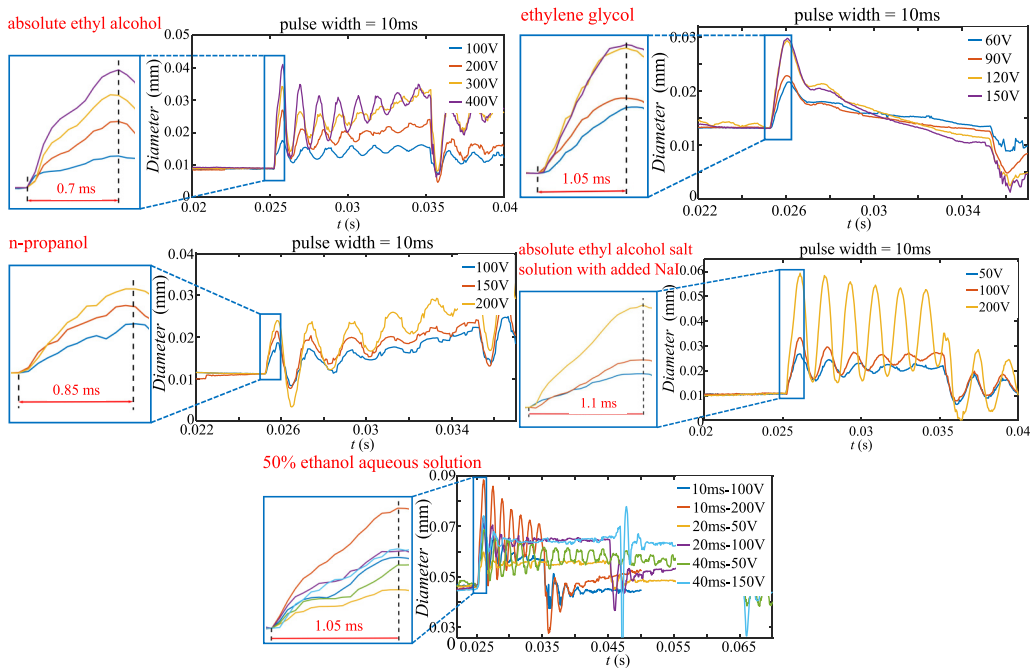 absolute ethyl alcohol
pulse width = 10ms
0.05
0.04
0.03
0.02
0.01
0
0.02
0.025
0.03
0.035
0.04
Diameter (mm)
t (s)
100V
200V
300V
400V
0.7 ms
ethylene glycol
pulse width = 10ms
0.03
0.02
0.01
0
0.022
0.026
0.03
0.034
Diameter (mm)
t (s)
60V
90V
120V
150V
1.05 ms
n-propanol
pulse width = 10ms
0.04
0.03
0.02
0.01
0
0.022
0.026
0.03
0.034
Diameter (mm)
t (s)
100V
150V
200V
0.85 ms
absolute ethyl alcohol salt
solution with added NaI
pulse width = 10ms
0.06
0.05
0.04
0.03
0.02
0.01
0
0.02
0.025
0.03
0.035
0.04
Diameter (mm)
t (s)
50V
100V
200V
1.1 ms
50% ethanol aqueous solution
0.09
0.07
0.05
0.03
0
0.02
0.025
0.035
0.045
0.055
0.065
Diameter (mm)
t (s)
10ms-100V
10ms-200V
20ms-50V
20ms-100V
40ms-50V
40ms-150V
1.05 ms